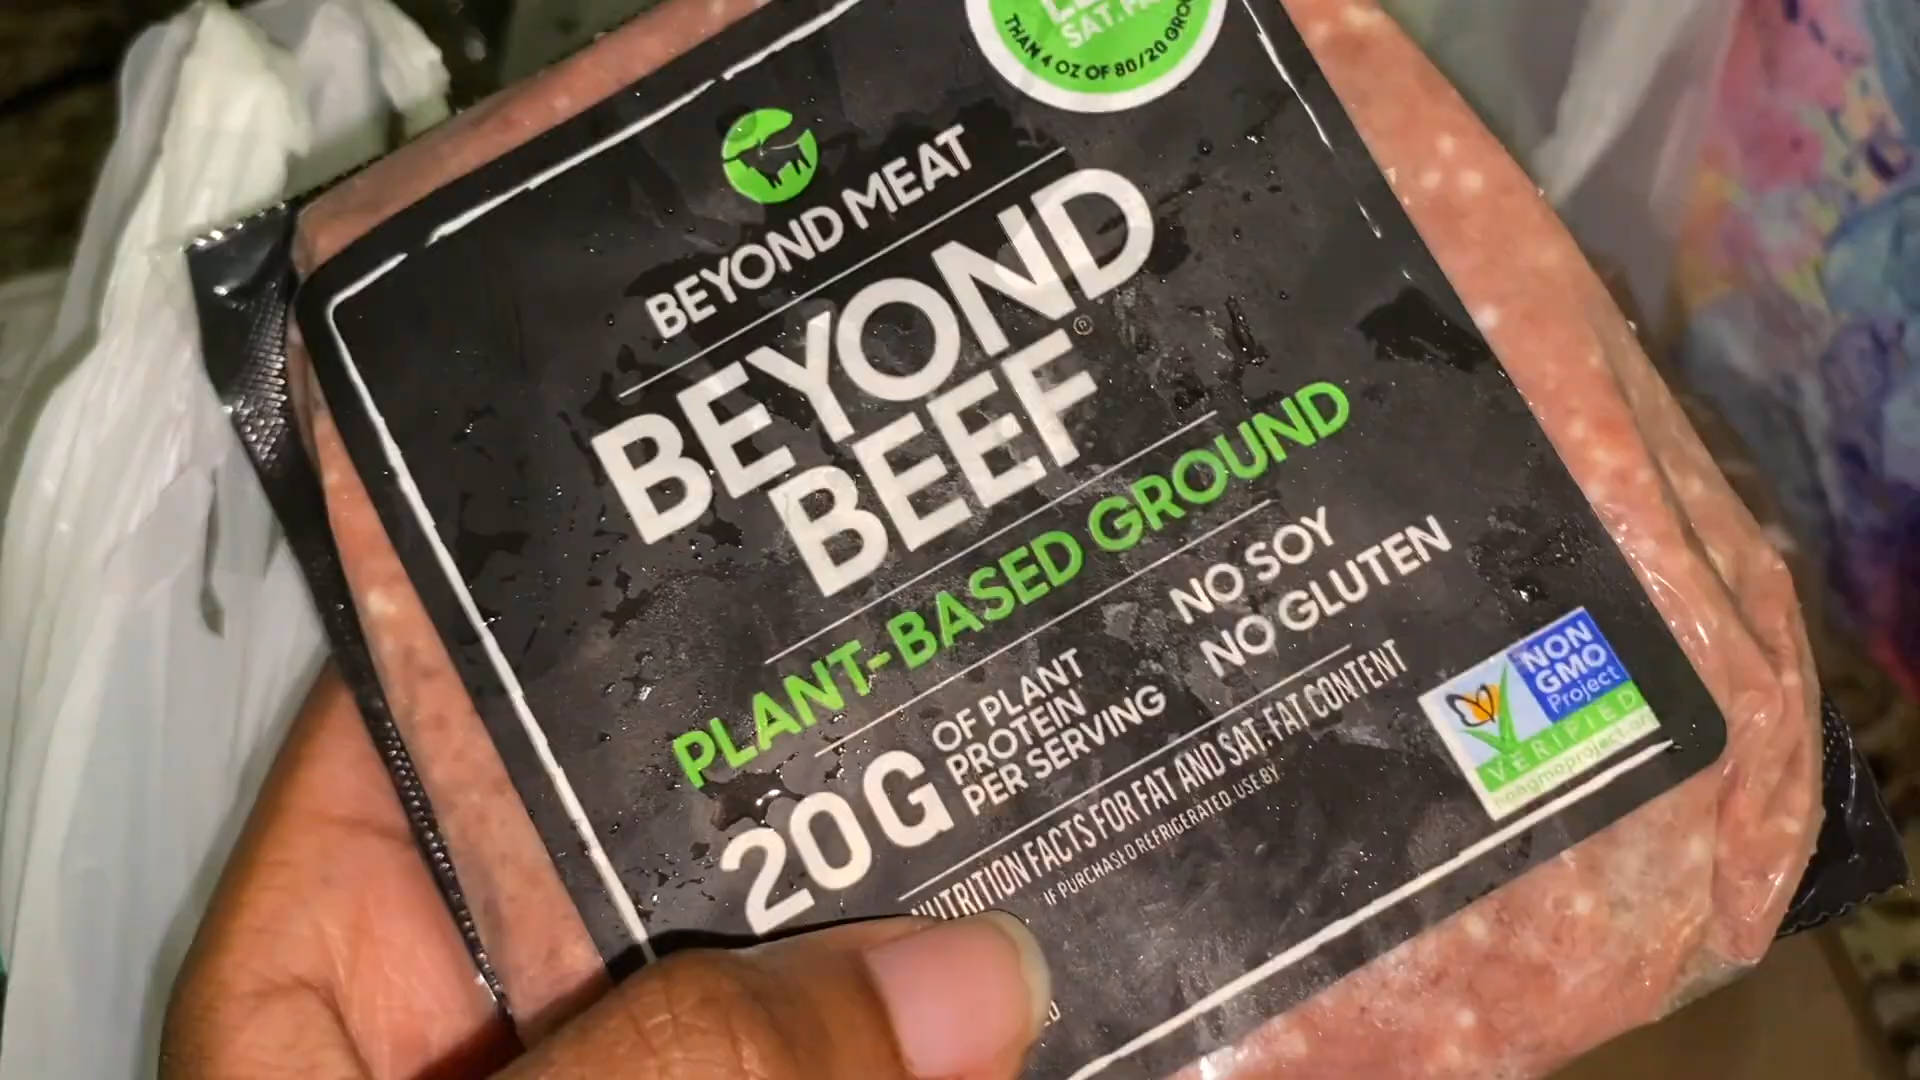 SAT. FA
THAN 4 OZ OF 80/20 GRO
BEYOND MEAT
BEYOND
BEEF®
PLANT-BASED GROUND
20G
OF PLANT
PROTEIN
PER SERVING
NO SOY
NO GLUTEN
NUTRITION FACTS FOR FAT AND SAT. FAT CONTENT
IF PURCHASED REFRIGERATED, USE BY
NON
GMO
Project
VERIFIED
nongmoproject.org